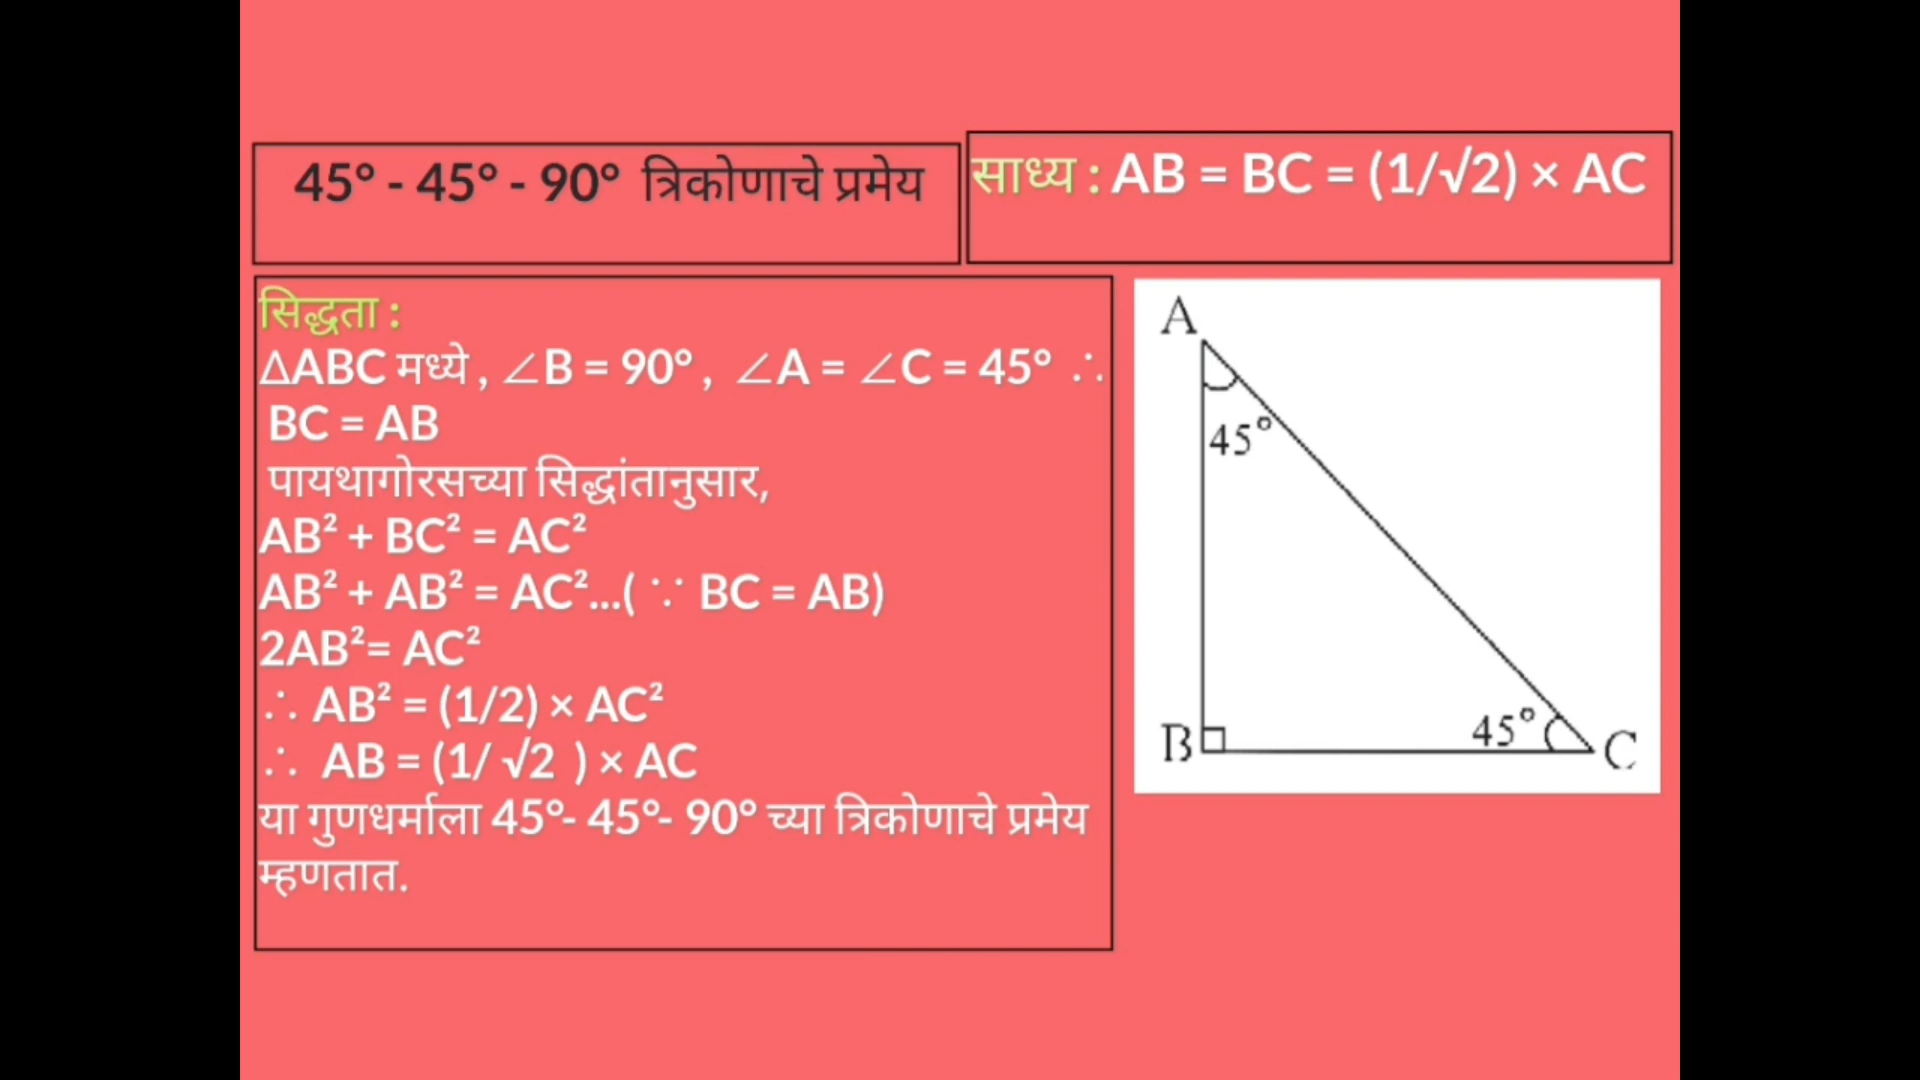 45° - 45° - 90° त्रिकोणाचे प्रमेय
साध्य : AB = BC = (1/√2) × AC
सिद्धता :
∆ABC मध्ये , ∠B = 90° , ∠A = ∠C = 45° ∴
BC = AB
पायथागोरसच्या सिद्धांतानुसार,
AB² + BC² = AC²
AB² + AB² = AC²...( ∵ BC = AB)
2AB²= AC²
∴ AB² = (1/2) × AC²
∴ AB = (1/ √2 ) × AC
या गुणधर्माला 45°- 45°- 90° च्या त्रिकोणाचे प्रमेय
म्हणतात.
A
45°
B
45°
C